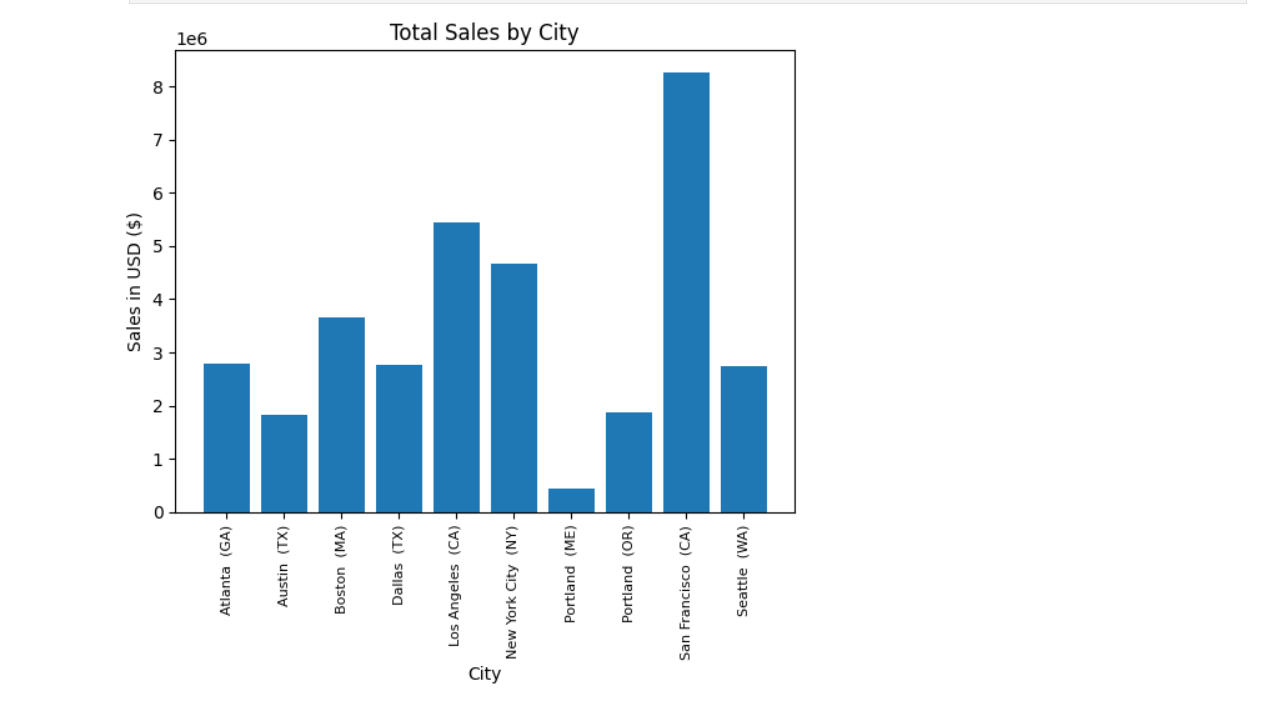 Total Sales by City
1e6
8
7
6
5
4
3
2
1
0
Sales in USD ($)
Atlanta  (GA)
Austin  (TX)
Boston  (MA)
Dallas  (TX)
Los Angeles  (CA)
New York City  (NY)
Portland  (ME)
Portland  (OR)
San Francisco  (CA)
Seattle  (WA)
City